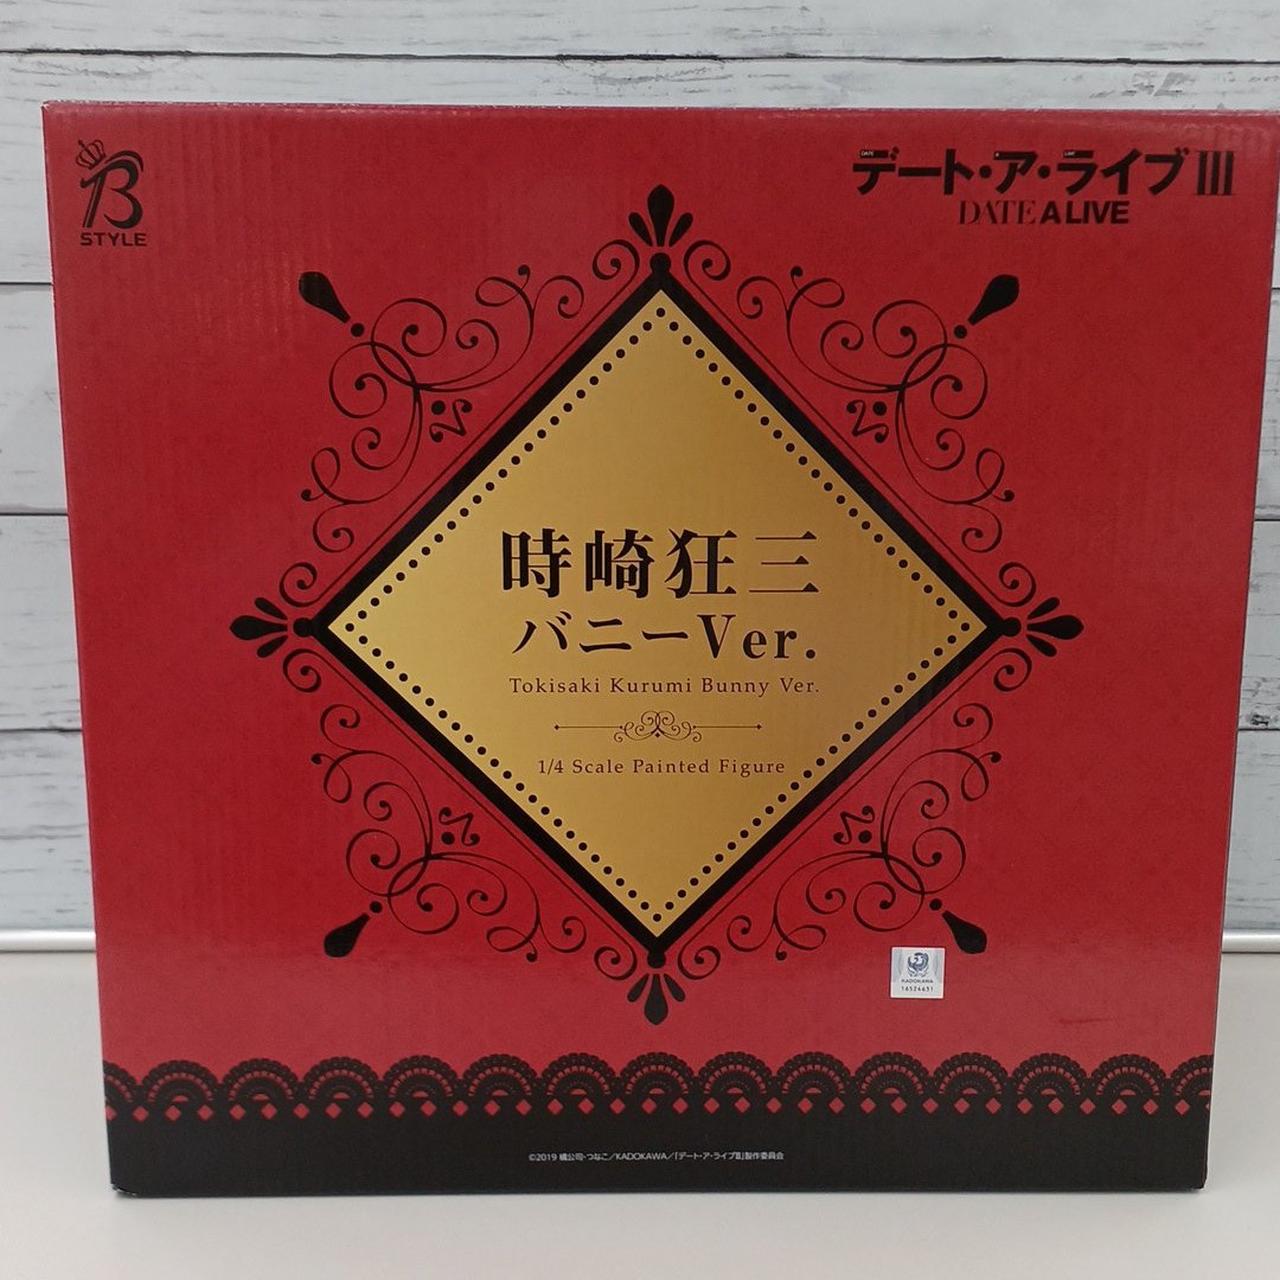 B
STYLE
デート・ア・ライブIII
DATE A LIVE
時崎狂三
バニーVer.
Tokisaki Kurumi Bunny Ver.
1/4 Scale Painted Figure
KADOKAWA
16524631
©2019 橘公司・つなこ／KADOKAWA／「デート・ア・ライブIII」製作委員会